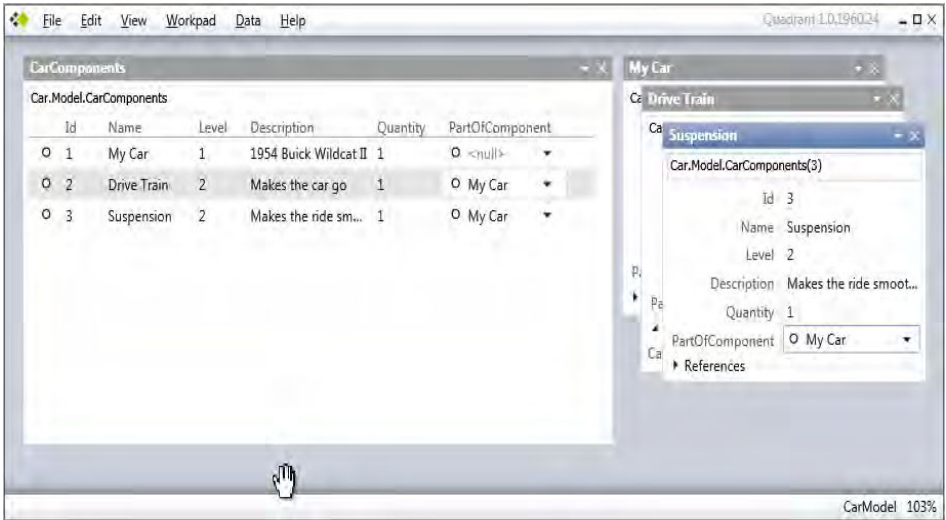 File Edit View Workpad Data Help
Quadrant 1.0.1960.24
CarComponents
Car.Model.CarComponents
Id Name Level Description Quantity PartOfComponent
1 My Car 1 1954 Buick Wildcat II 1 <null>
2 Drive Train 2 Makes the car go 1 My Car
3 Suspension 2 Makes the ride sm... 1 My Car
My Car
Drive Train
Suspension
Car.Model.CarComponents(3)
Id 3
Name Suspension
Level 2
Description Makes the ride smoot...
Quantity 1
PartOfComponent My Car
References
CarModel 103%